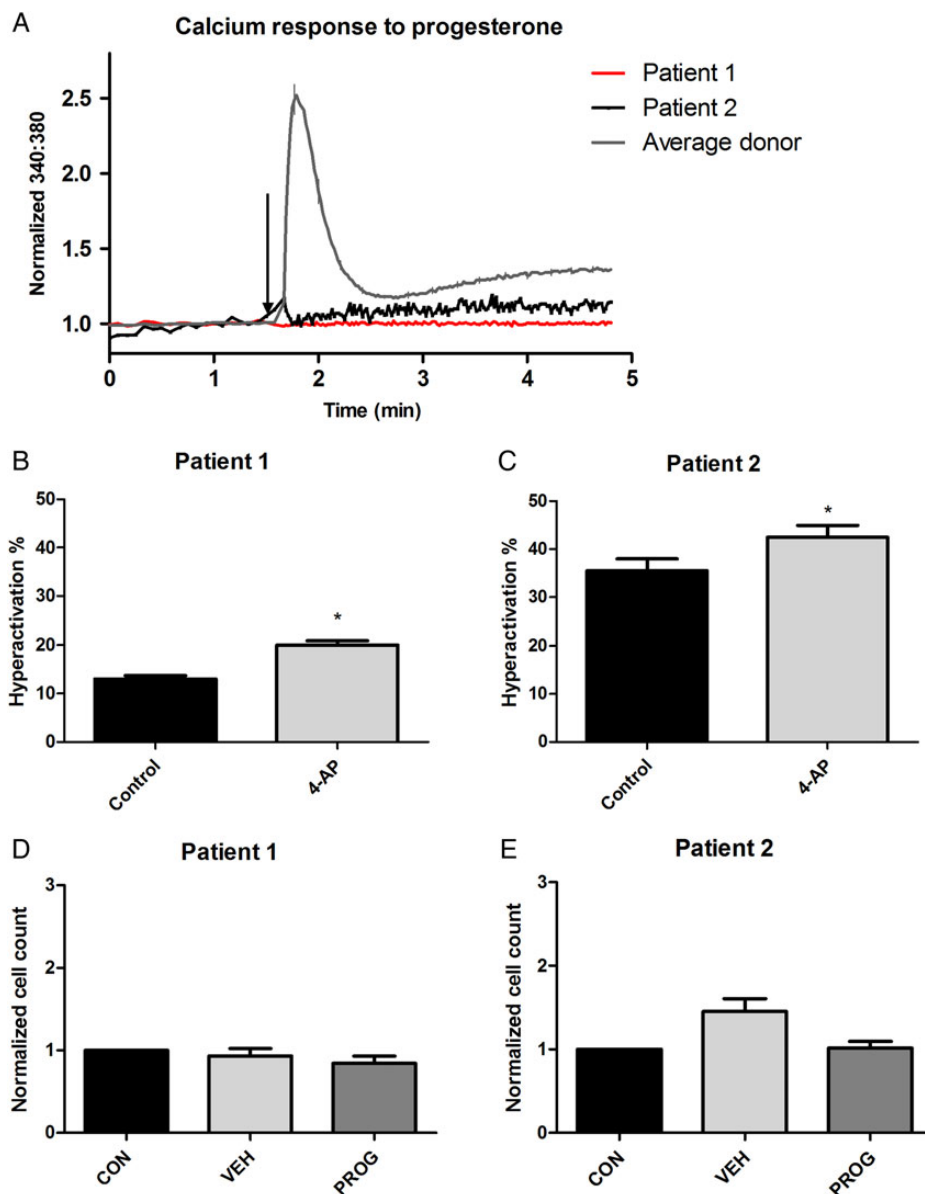 A
Calcium response to progesterone
Patient 1
Patient 2
Average donor
Normalized 340:380
2.5
2.0
1.5
1.0
0 1 2 3 4 5
Time (min)
B
Patient 1
Hyperactivation %
50
40
30
20
10
0
*
Control 4-AP
C
Patient 2
Hyperactivation %
50
40
30
20
10
0
*
Control 4-AP
D
Patient 1
Normalized cell count
3
2
1
0
CON VEH PROG
E
Patient 2
Normalized cell count
3
2
1
0
CON VEH PROG